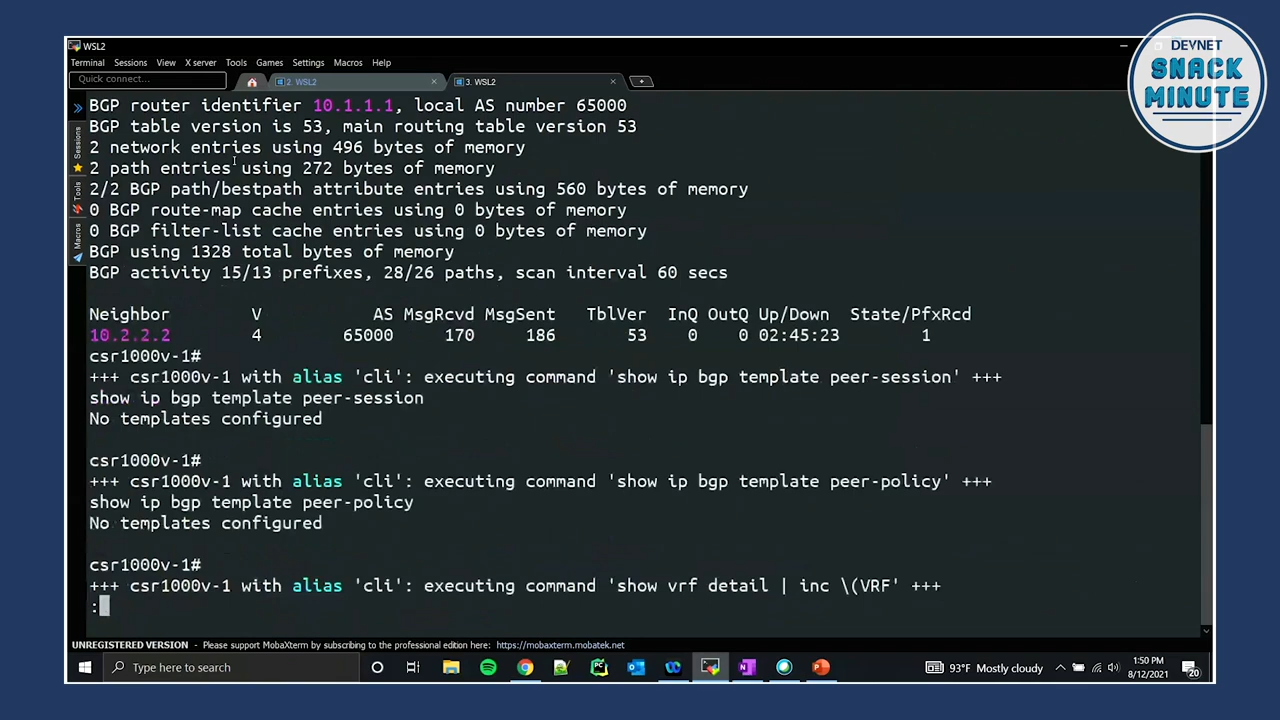 WSL2
DEVNET
SNACK
MINUTE
Terminal Sessions View X server Tools Games Settings Macros Help
Quick connect...
2. WSL2
3. WSL2
Sessions
Tools
Macros
BGP router identifier 10.1.1.1, local AS number 65000
BGP table version is 53, main routing table version 53
2 network entries using 496 bytes of memory
2 path entries using 272 bytes of memory
2/2 BGP path/bestpath attribute entries using 560 bytes of memory
0 BGP route-map cache entries using 0 bytes of memory
0 BGP filter-list cache entries using 0 bytes of memory
BGP using 1328 total bytes of memory
BGP activity 15/13 prefixes, 28/26 paths, scan interval 60 secs
Neighbor V AS MsgRcvd MsgSent TblVer InQ OutQ Up/Down State/PfxRcd
10.2.2.2 4 65000 170 186 53 0 0 02:45:23 1
csr1000v-1#
+++ csr1000v-1 with alias 'cli': executing command 'show ip bgp template peer-session' +++
show ip bgp template peer-session
No templates configured
csr1000v-1#
+++ csr1000v-1 with alias 'cli': executing command 'show ip bgp template peer-policy' +++
show ip bgp template peer-policy
No templates configured
csr1000v-1#
+++ csr1000v-1 with alias 'cli': executing command 'show vrf detail | inc \(VRF' +++
:
UNREGISTERED VERSION - Please support MobaXterm by subscribing to the professional edition here: https://mobaxterm.mobatek.net
Type here to search
93°F Mostly cloudy
1:50 PM
8/12/2021
20